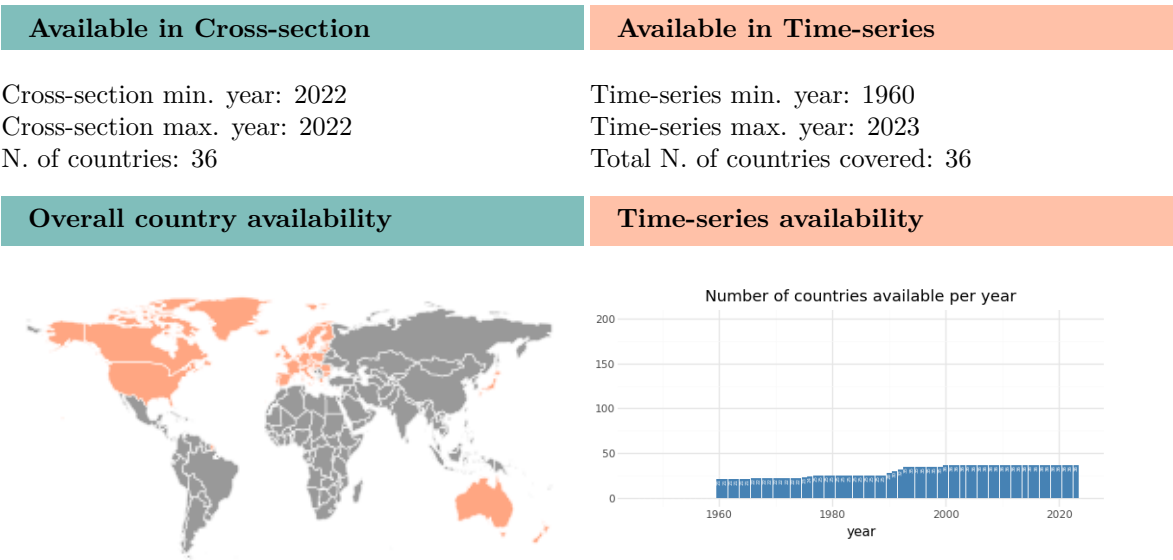 Available in Cross-section
Available in Time-series
Cross-section min. year: 2022
Cross-section max. year: 2022
N. of countries: 36
Time-series min. year: 1960
Time-series max. year: 2023
Total N. of countries covered: 36
Overall country availability
Time-series availability
Number of countries available per year
200
150
100
50
0
1960
1980
2000
2020
year